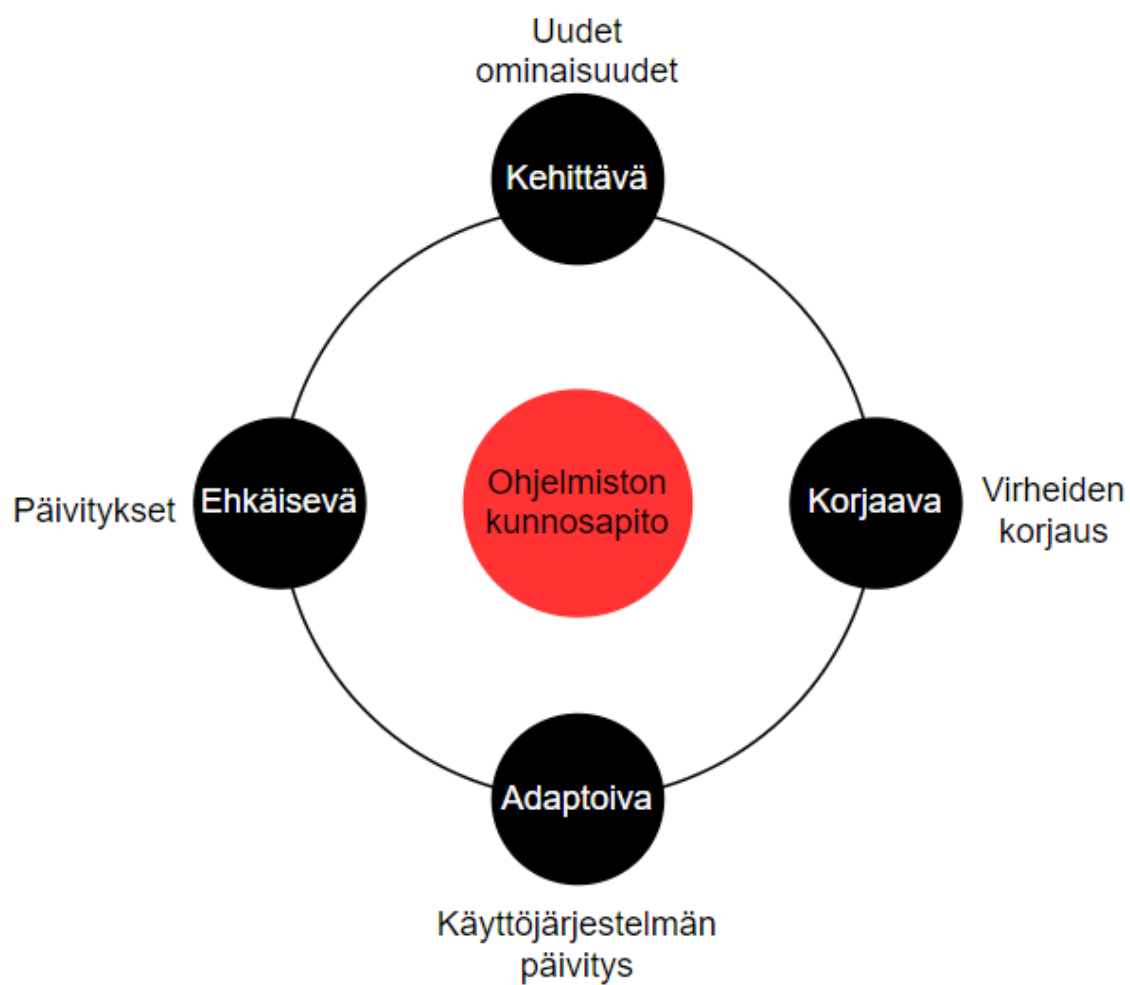 Uudet
ominaisuudet
Kehittävä
Päivitykset
Ehkäisevä
Ohjelmiston
kunnosapito
Korjaava
Virheiden
korjaus
Adaptoiva
Käyttöjärjestelmän
päivitys